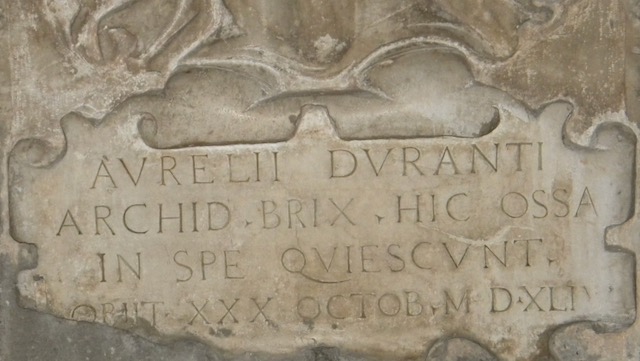 AVRELII DVRANTI
ARCHID · BRIX · HIC OSSA
IN SPE QVIESCVNT ·
OBIIT · XXX OCTOB · M D · XLI